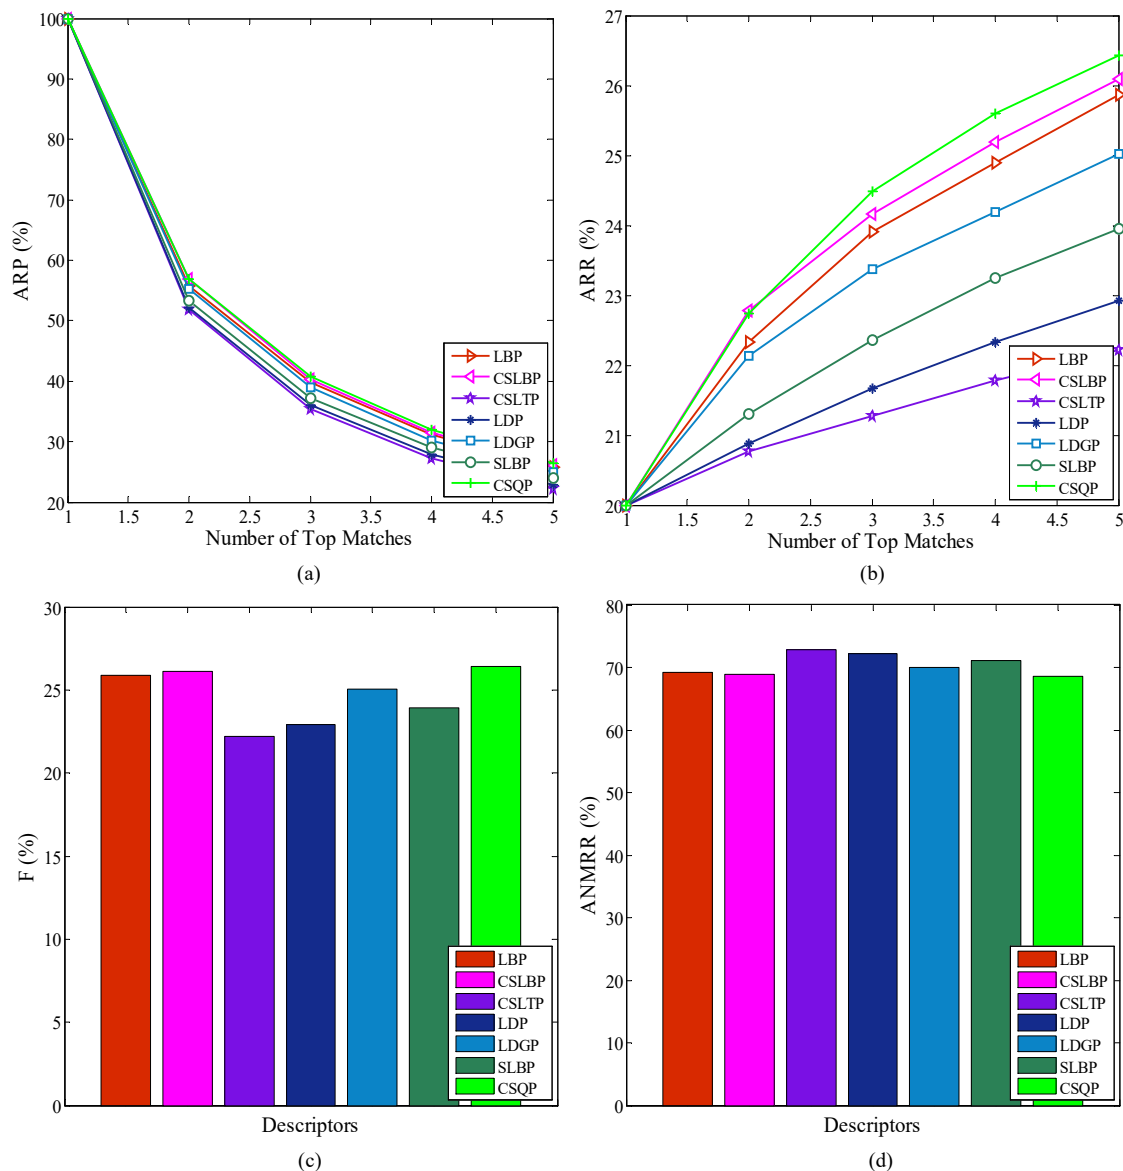 100
90
80
70
60
50
40
30
20
ARP (%)
1 1.5 2 2.5 3 3.5 4 4.5 5
Number of Top Matches
LBP
CSLBP
CSLTP
LDP
LDGP
SLBP
CSQP
(a)
27
26
25
24
23
22
21
20
ARR (%)
1 1.5 2 2.5 3 3.5 4 4.5 5
Number of Top Matches
LBP
CSLBP
CSLTP
LDP
LDGP
SLBP
CSQP
(b)
30
25
20
15
10
5
0
F (%)
Descriptors
LBP
CSLBP
CSLTP
LDP
LDGP
SLBP
CSQP
(c)
80
70
60
50
40
30
20
10
0
ANMRR (%)
Descriptors
LBP
CSLBP
CSLTP
LDP
LDGP
SLBP
CSQP
(d)